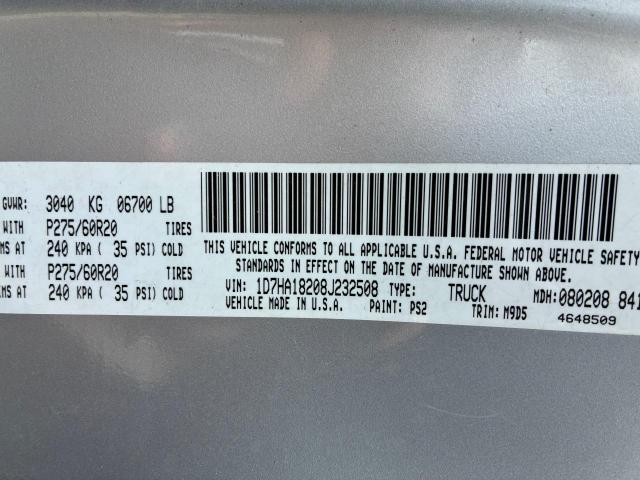 GVWR: 3040 KG 06700 LB
WITH P275/60R20 TIRES
MS AT 240 KPA ( 35 PSI) COLD
WITH P275/60R20 TIRES
MS AT 240 KPA ( 35 PSI) COLD
THIS VEHICLE CONFORMS TO ALL APPLICABLE U.S.A. FEDERAL MOTOR VEHICLE SAFETY
STANDARDS IN EFFECT ON THE DATE OF MANUFACTURE SHOWN ABOVE.
VIN: 1D7HA18208J232508 TYPE: TRUCK MDH: 080208 841
VEHICLE MADE IN U.S.A. PAINT: PS2 TRIM: M9D5 4648509